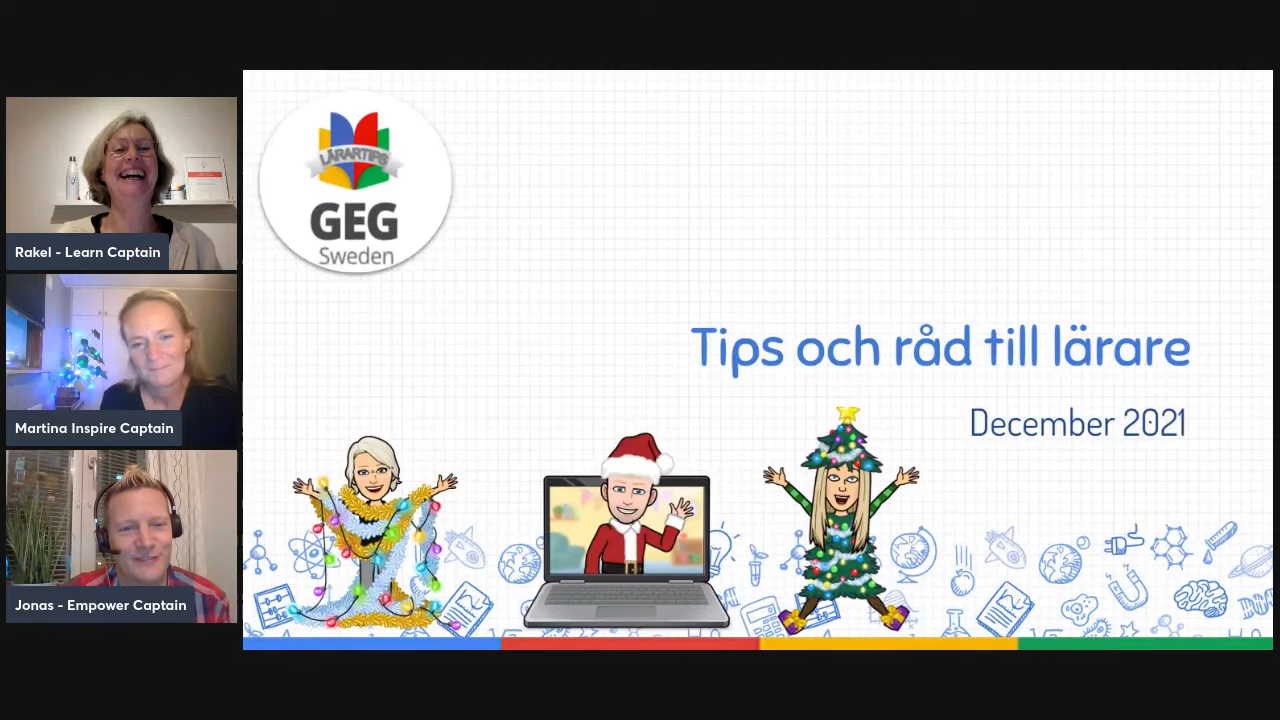 Rakel - Learn Captain
Martina Inspire Captain
Jonas - Empower Captain
LÄRARTIPS
GEG
Sweden
Tips och råd till lärare
December 2021